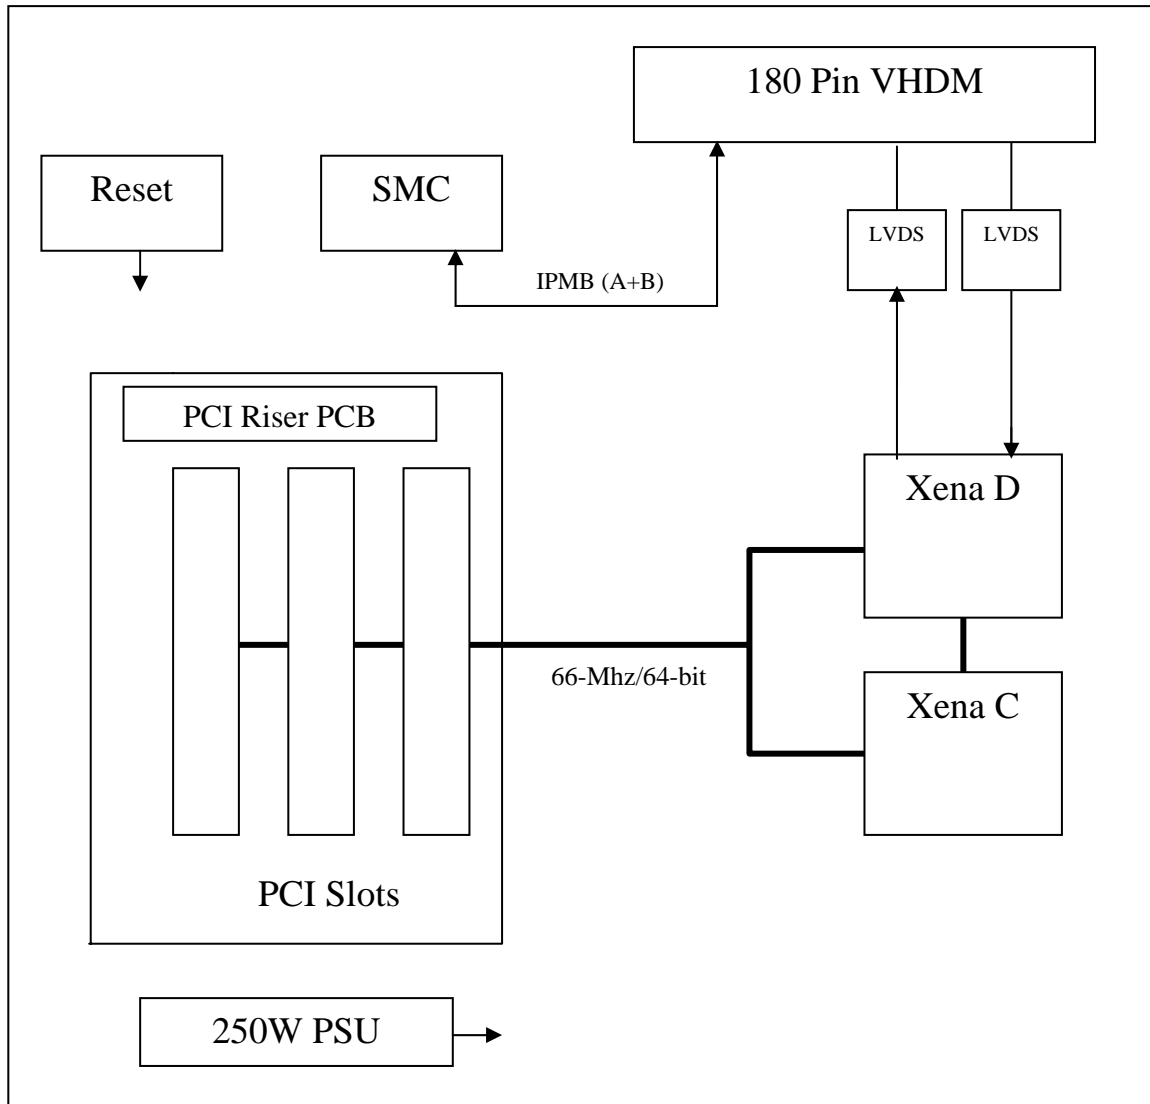 180 Pin VHDM
Reset
SMC
LVDS
LVDS
IPMB (A+B)
PCI Riser PCB
Xena D
66-Mhz/64-bit
Xena C
PCI Slots
250W PSU